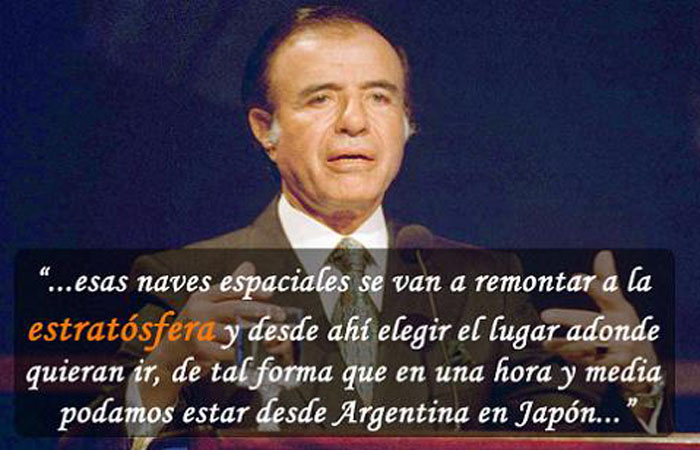 “...esas naves espaciales se van a remontar a la
estratósfera y desde ahí elegir el lugar adonde
quieran ir, de tal forma que en una hora y media
podamos estar desde Argentina en Japón...”